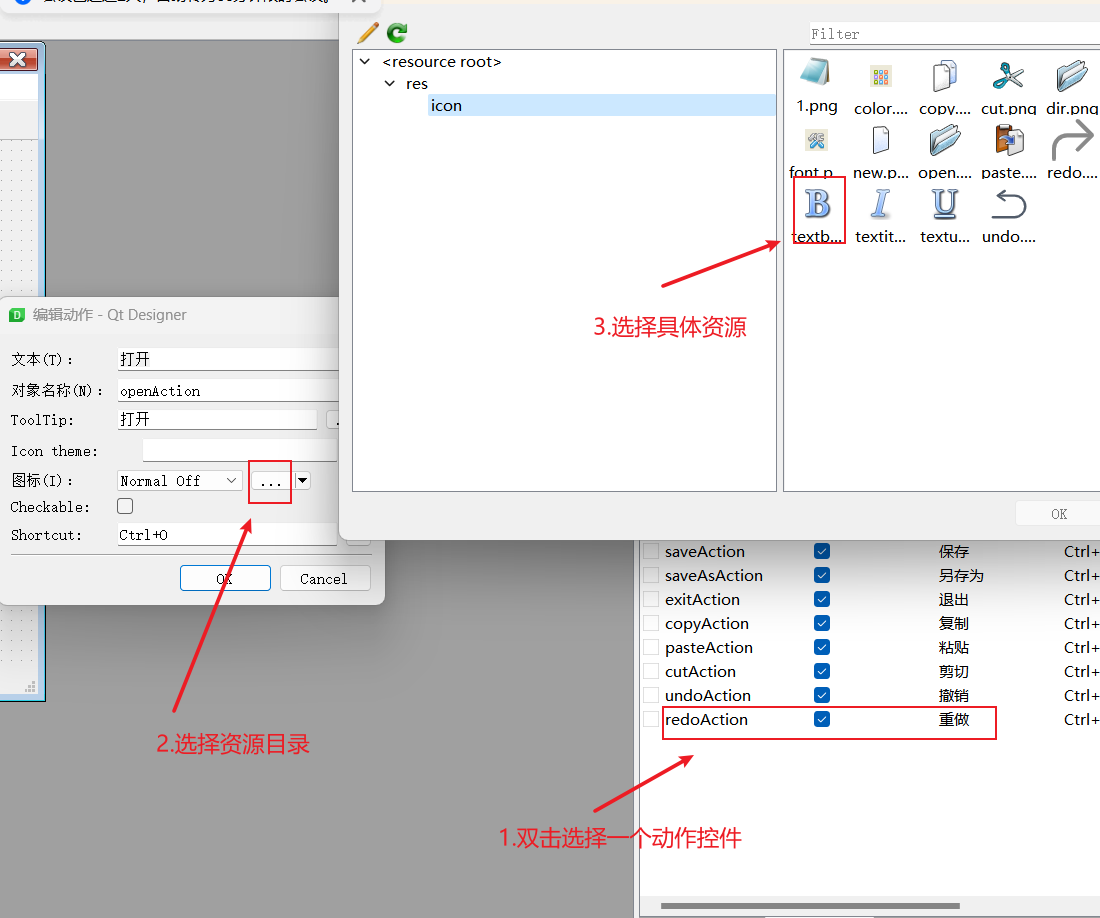 Filter
<resource root>
res
icon
1.png
color....
copy....
cut.png
dir.png
font.p...
new.p...
open....
paste....
redo....
B
I
U
textb...
textit...
textu...
undo....
3.选择具体资源
编辑动作 - Qt Designer
文本(T):
打开
对象名称(N):
openAction
ToolTip:
打开
Icon theme:
图标(I):
Normal Off
...
Checkable:
Shortcut:
Ctrl+O
OK
Cancel
OK
saveAction 保存 Ctrl+
saveAsAction 另存为 Ctrl+
exitAction 退出 Ctrl+
copyAction 复制 Ctrl+
pasteAction 粘贴 Ctrl+
cutAction 剪切 Ctrl+
undoAction 撤销 Ctrl+
redoAction 重做 Ctrl+
2.选择资源目录
1.双击选择一个动作控件